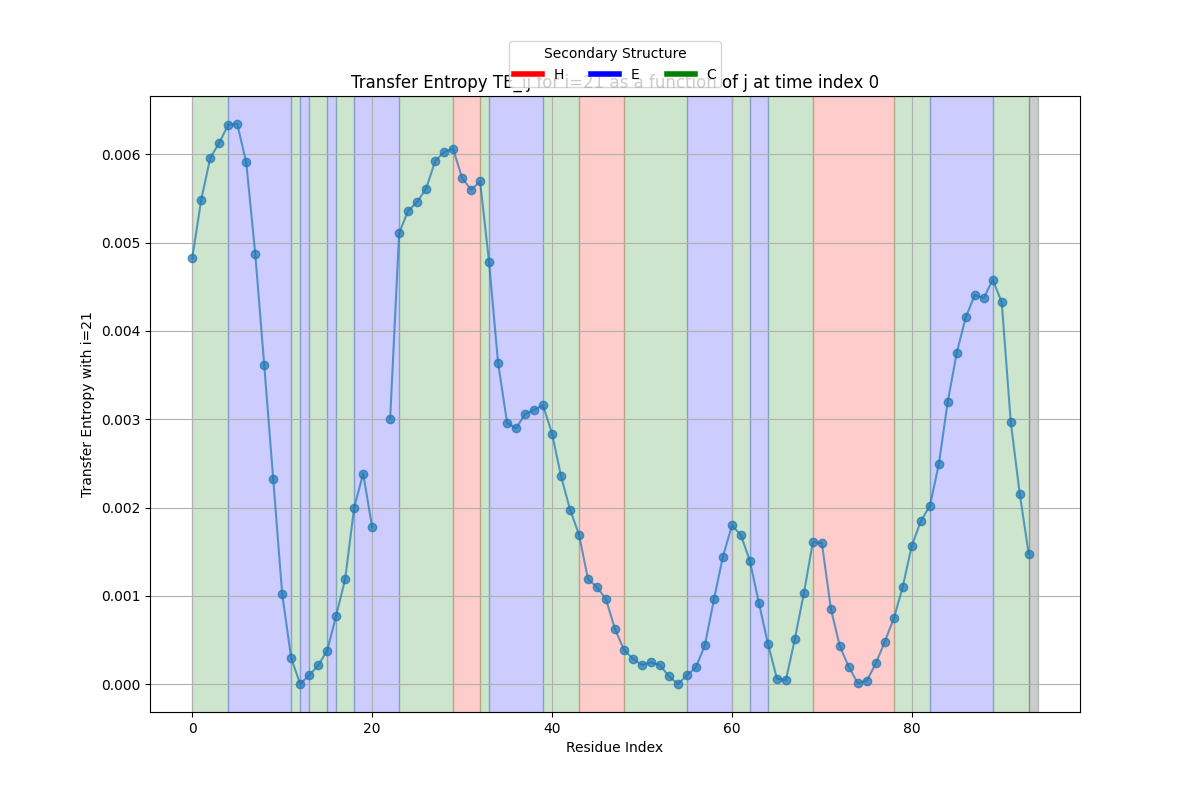 Secondary Structure
H E C
Transfer Entropy TE_ij for i=21 as a function of j at time index 0
Transfer Entropy with i=21
0.006
0.005
0.004
0.003
0.002
0.001
0.000
0 20 40 60 80
Residue Index